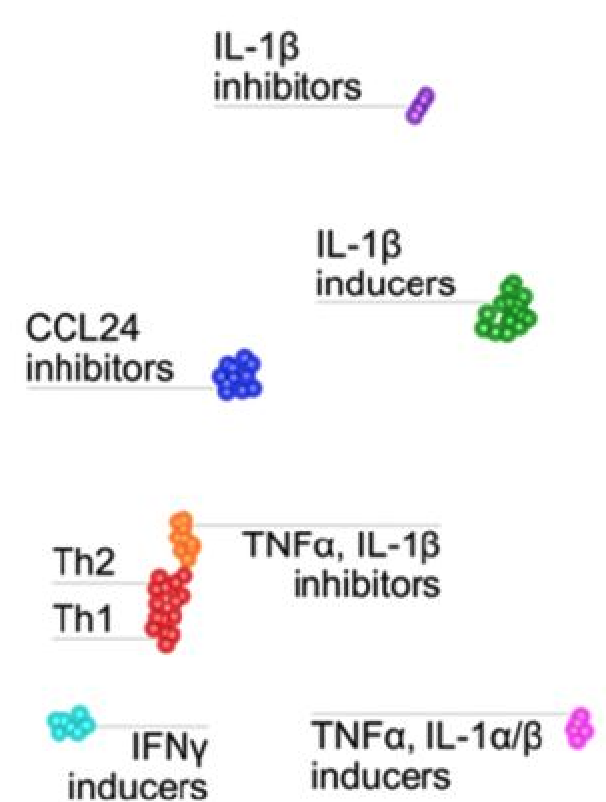 IL-1β
inhibitors
IL-1β
inducers
CCL24
inhibitors
TNFα, IL-1β
inhibitors
Th2
Th1
IFNγ
inducers
TNFα, IL-1α/β
inducers